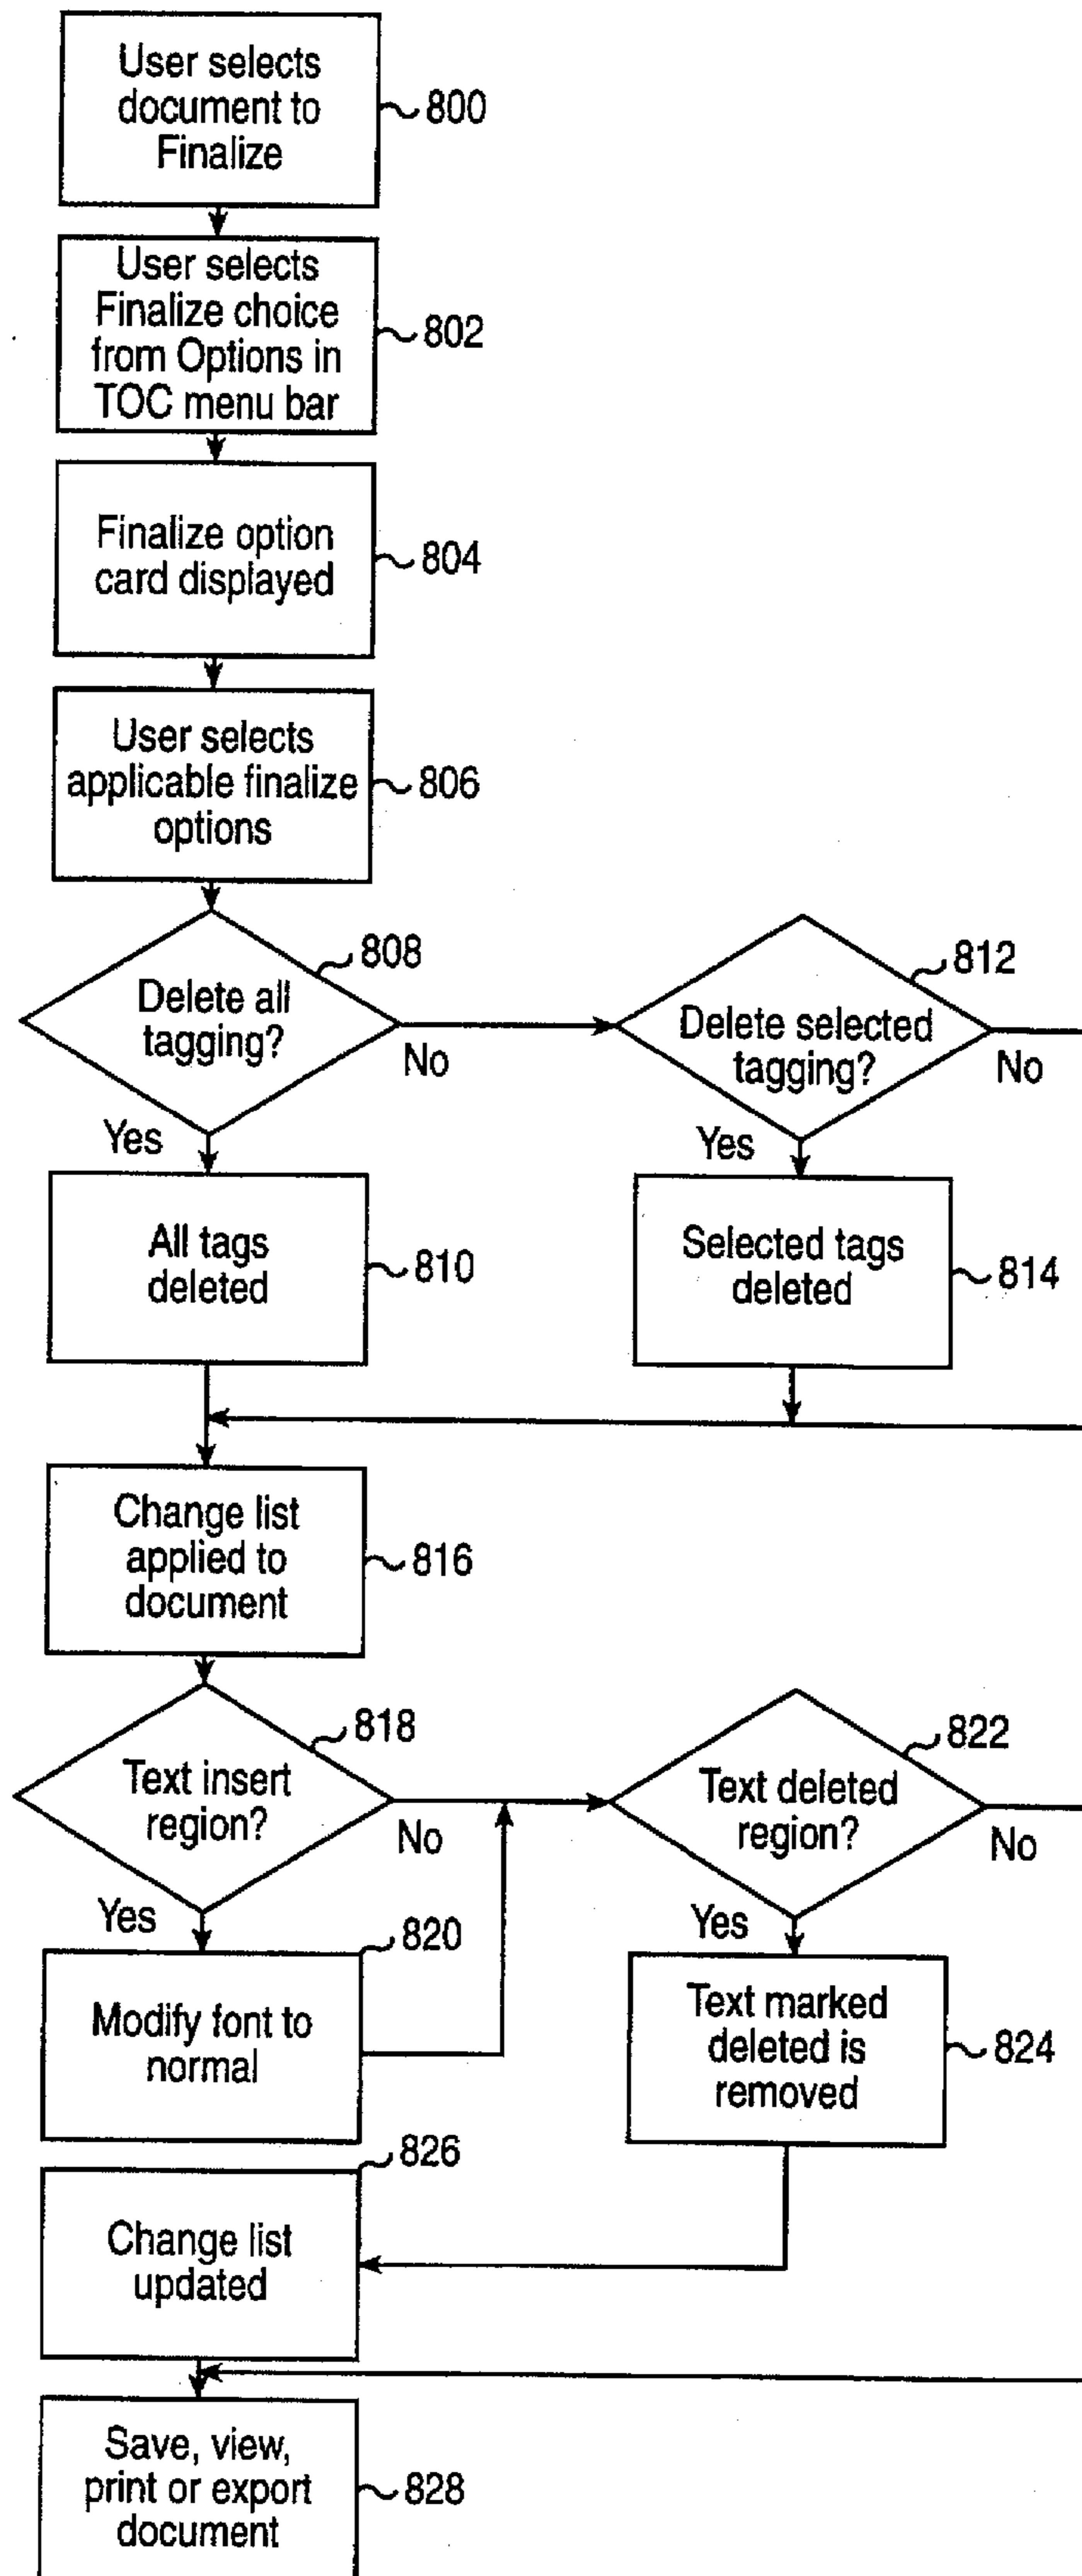 User selects
document to
Finalize
800
User selects
Finalize choice
from Options in
TOC menu bar
802
Finalize option
card displayed
804
User selects
applicable finalize
options
806
808
Delete all
tagging?
No
Yes
812
Delete selected
tagging?
No
Yes
All tags
deleted
810
Selected tags
deleted
814
Change list
applied to
document
816
818
Text insert
region?
No
Yes
822
Text deleted
region?
No
Yes
820
Modify font to
normal
Text marked
deleted is
removed
824
826
Change list
updated
Save, view,
print or export
document
828